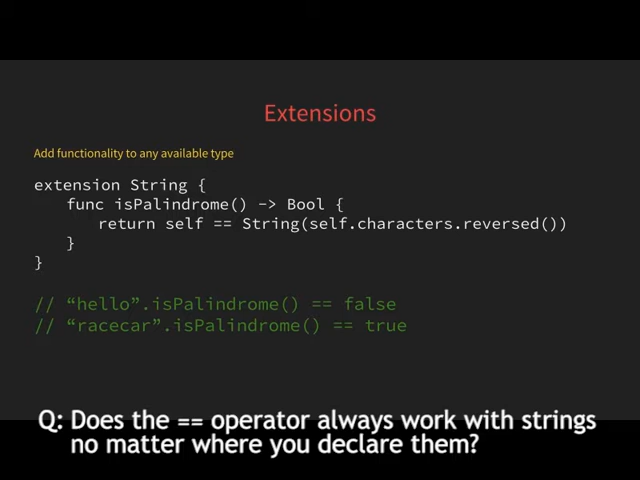 Extensions
Add functionality to any available type
extension String {
func isPalindrome() -> Bool {
return self == String(self.characters.reversed())
}
}
// “hello”.isPalindrome() == false
// “racecar”.isPalindrome() == true
Q: Does the == operator always work with strings
no matter where you declare them?